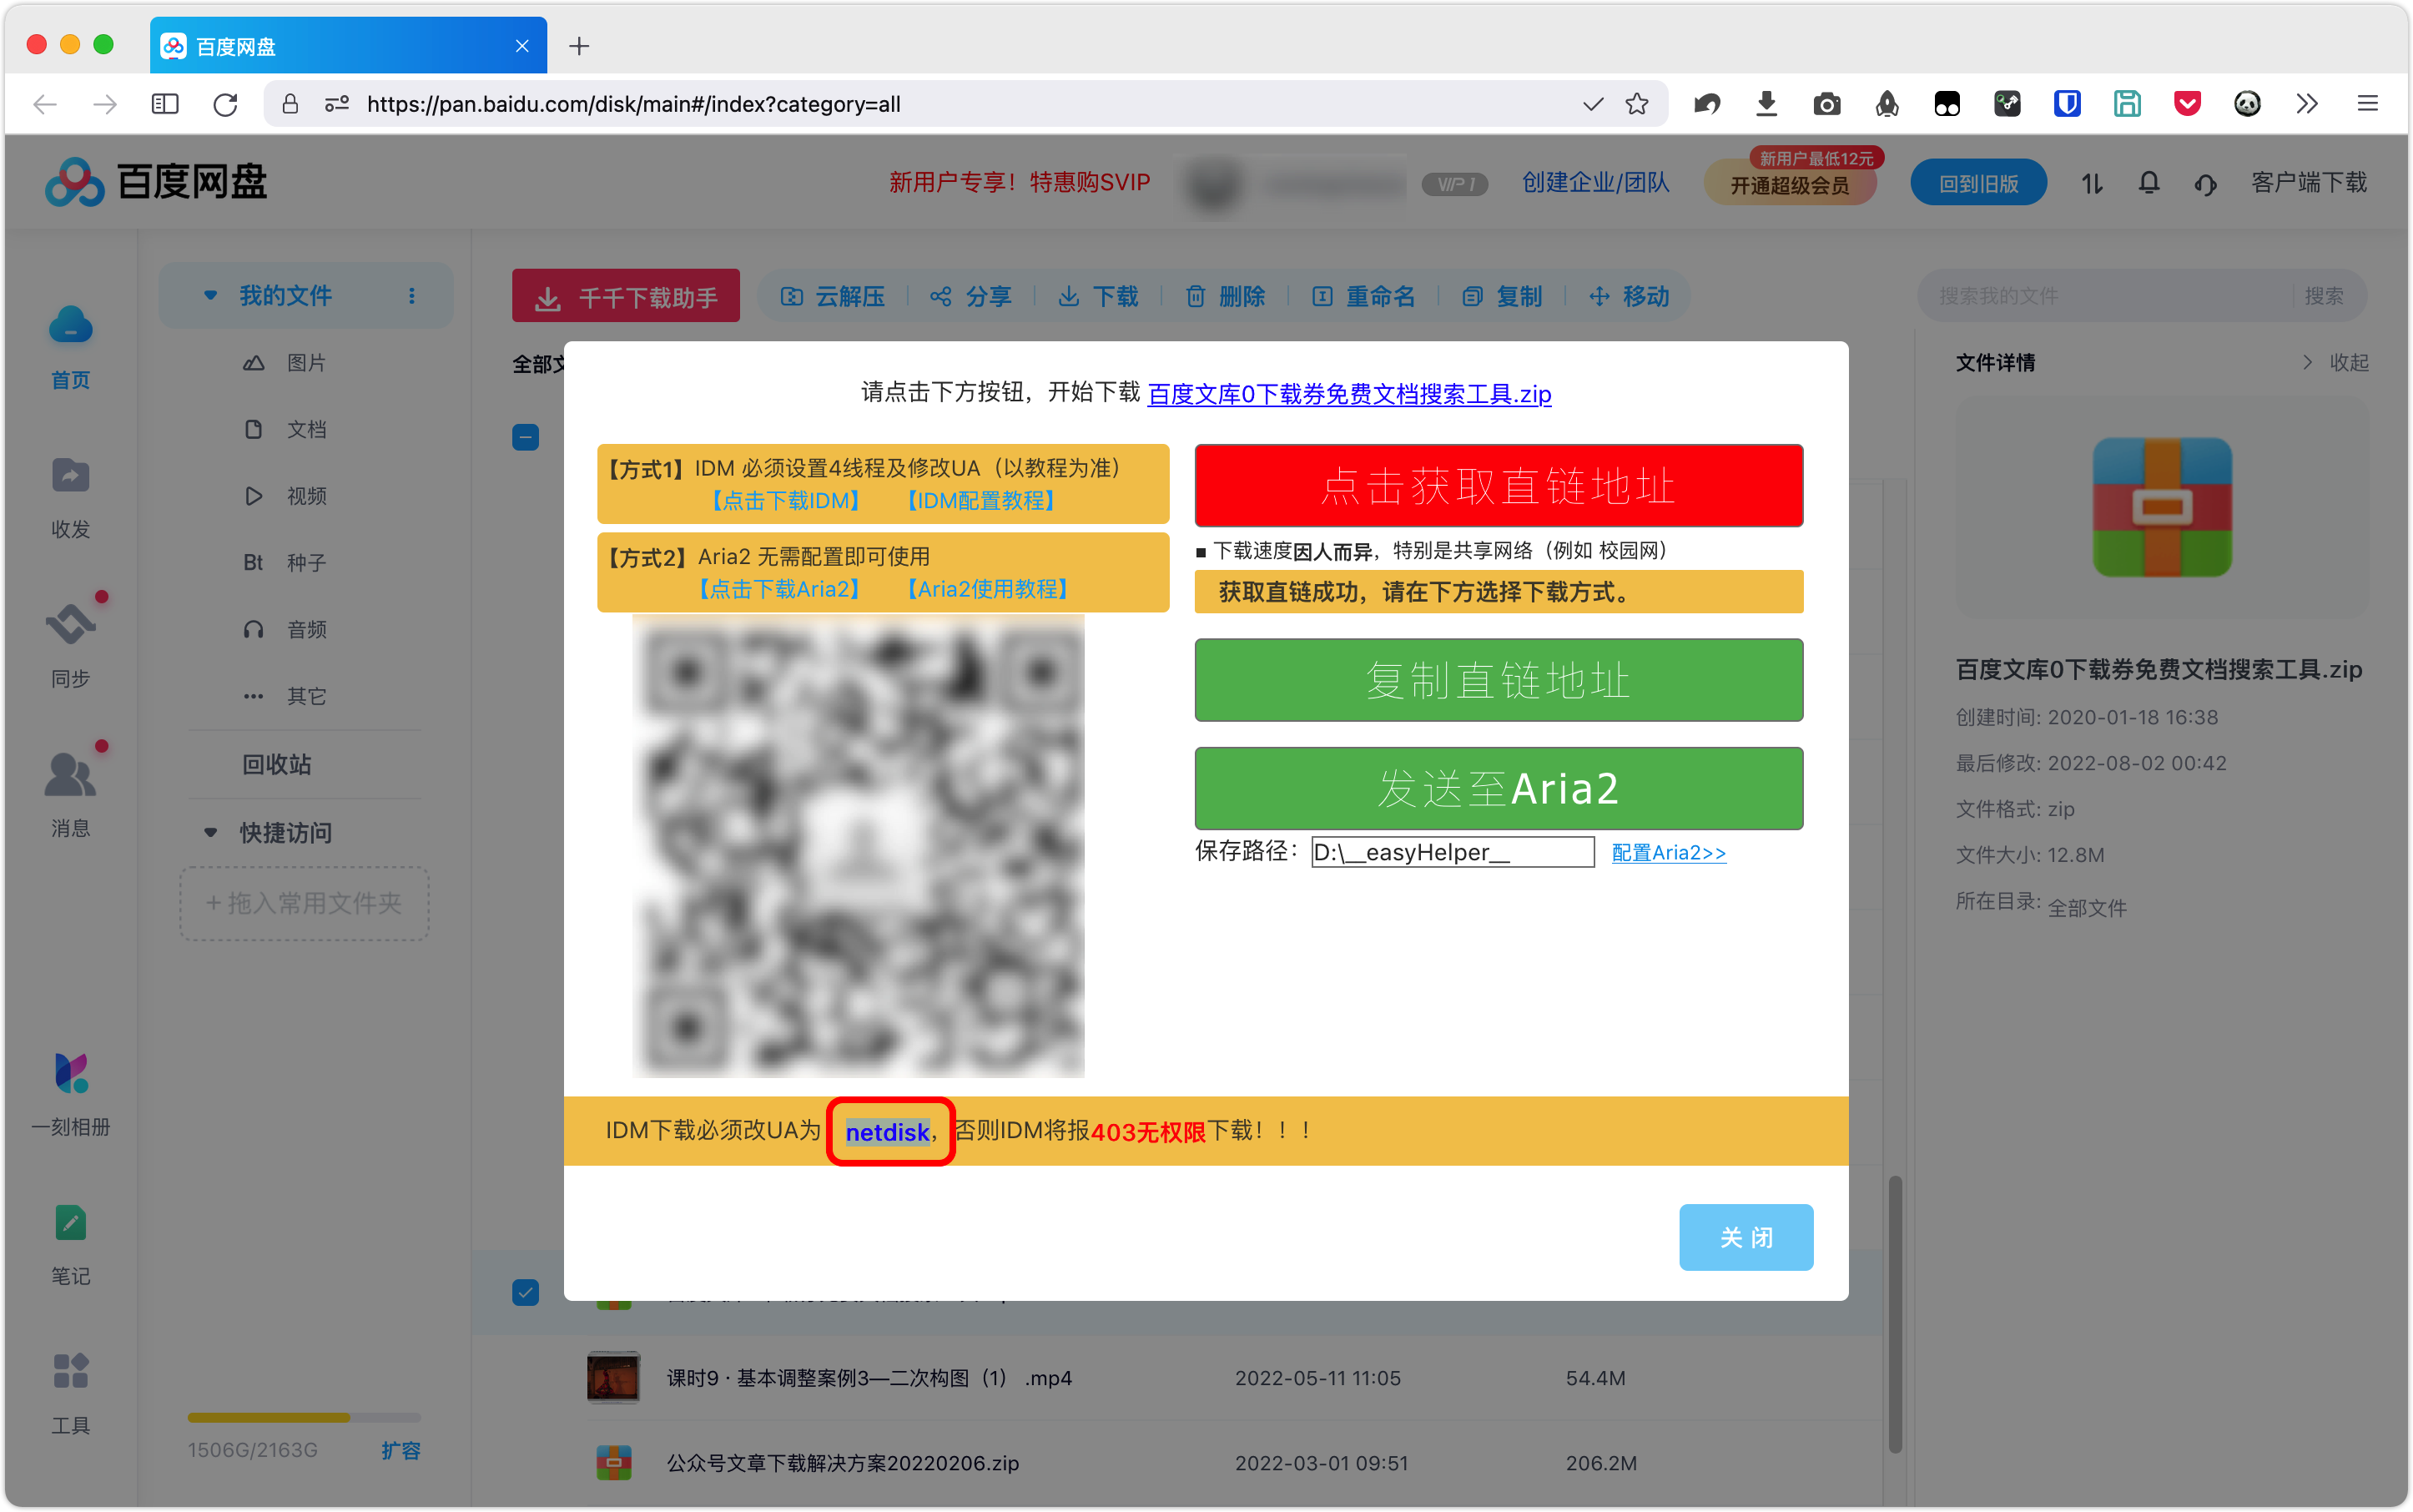 百度网盘
https://pan.baidu.com/disk/main#/index?category=all
百度网盘
新用户专享！特惠购SVIP
VIP 1
创建企业/团队
新用户最低12元
开通超级会员
回到旧版
客户端下载
首页
收发
同步
消息
一刻相册
笔记
工具
我的文件
图片
文档
视频
Bt 种子
音频
其它
回收站
快捷访问
+ 拖入常用文件夹
1506G/2163G 扩容
千千下载助手
云解压 分享 下载 删除 重命名 复制 移动
搜索我的文件 搜索
全部文
请点击下方按钮，开始下载 百度文库0下载券免费文档搜索工具.zip
【方式1】IDM 必须设置4线程及修改UA（以教程为准）
【点击下载IDM】 【IDM配置教程】
【方式2】Aria2 无需配置即可使用
【点击下载Aria2】 【Aria2使用教程】
点击获取直链地址
■ 下载速度因人而异，特别是共享网络（例如 校园网）
获取直链成功，请在下方选择下载方式。
复制直链地址
发送至Aria2
保存路径： D:\__easyHelper__ 配置Aria2>>
IDM下载必须改UA为 netdisk，否则IDM将报403无权限下载！！！
关 闭
课时9 · 基本调整案例3—二次构图（1） .mp4 2022-05-11 11:05 54.4M
公众号文章下载解决方案20220206.zip 2022-03-01 09:51 206.2M
文件详情 收起
百度文库0下载券免费文档搜索工具.zip
创建时间: 2020-01-18 16:38
最后修改: 2022-08-02 00:42
文件格式: zip
文件大小: 12.8M
所在目录: 全部文件